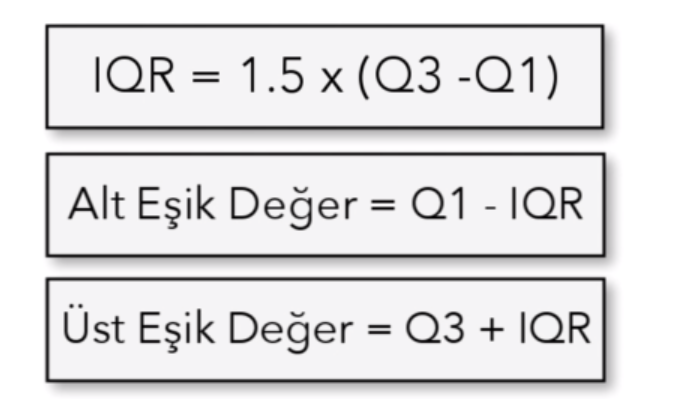 IQR = 1.5 x (Q3 -Q1)
Alt Eşik Değer = Q1 - IQR
Üst Eşik Değer = Q3 + IQR